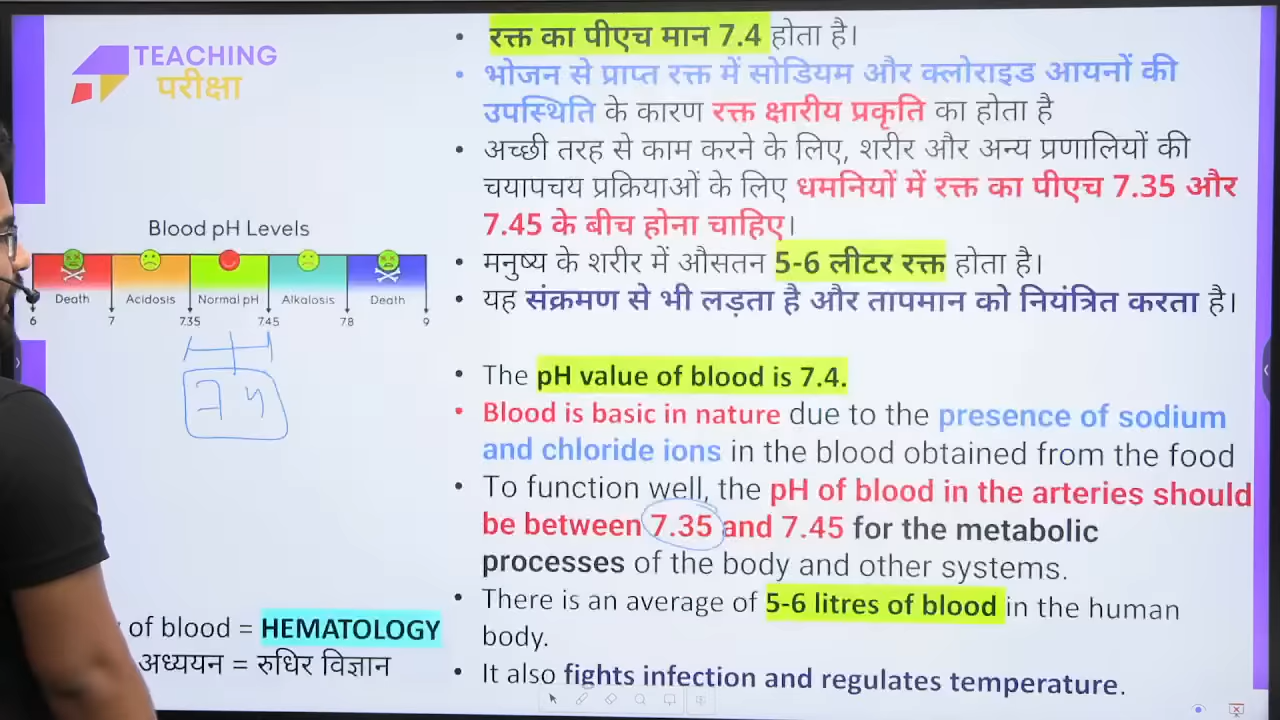 TEACHING
परीक्षा
रक्त का पीएच मान 7.4 होता है।
भोजन से प्राप्त रक्त में सोडियम और क्लोराइड आयनों की
उपस्थिति के कारण रक्त क्षारीय प्रकृति का होता है
अच्छी तरह से काम करने के लिए, शरीर और अन्य प्रणालियों की
चयापचय प्रक्रियाओं के लिए धमनियों में रक्त का पीएच 7.35 और
7.45 के बीच होना चाहिए।
मनुष्य के शरीर में औसतन 5-6 लीटर रक्त होता है।
यह संक्रमण से भी लड़ता है और तापमान को नियंत्रित करता है।
Blood pH Levels
Death Acidosis Normal pH Alkalosis Death
6 7 7.35 7.45 7.8 9
7 4
The pH value of blood is 7.4.
Blood is basic in nature due to the presence of sodium
and chloride ions in the blood obtained from the food
To function well, the pH of blood in the arteries should
be between 7.35 and 7.45 for the metabolic
processes of the body and other systems.
There is an average of 5-6 litres of blood in the human
body.
It also fights infection and regulates temperature.
of blood = HEMATOLOGY
अध्ययन = रुधिर विज्ञान